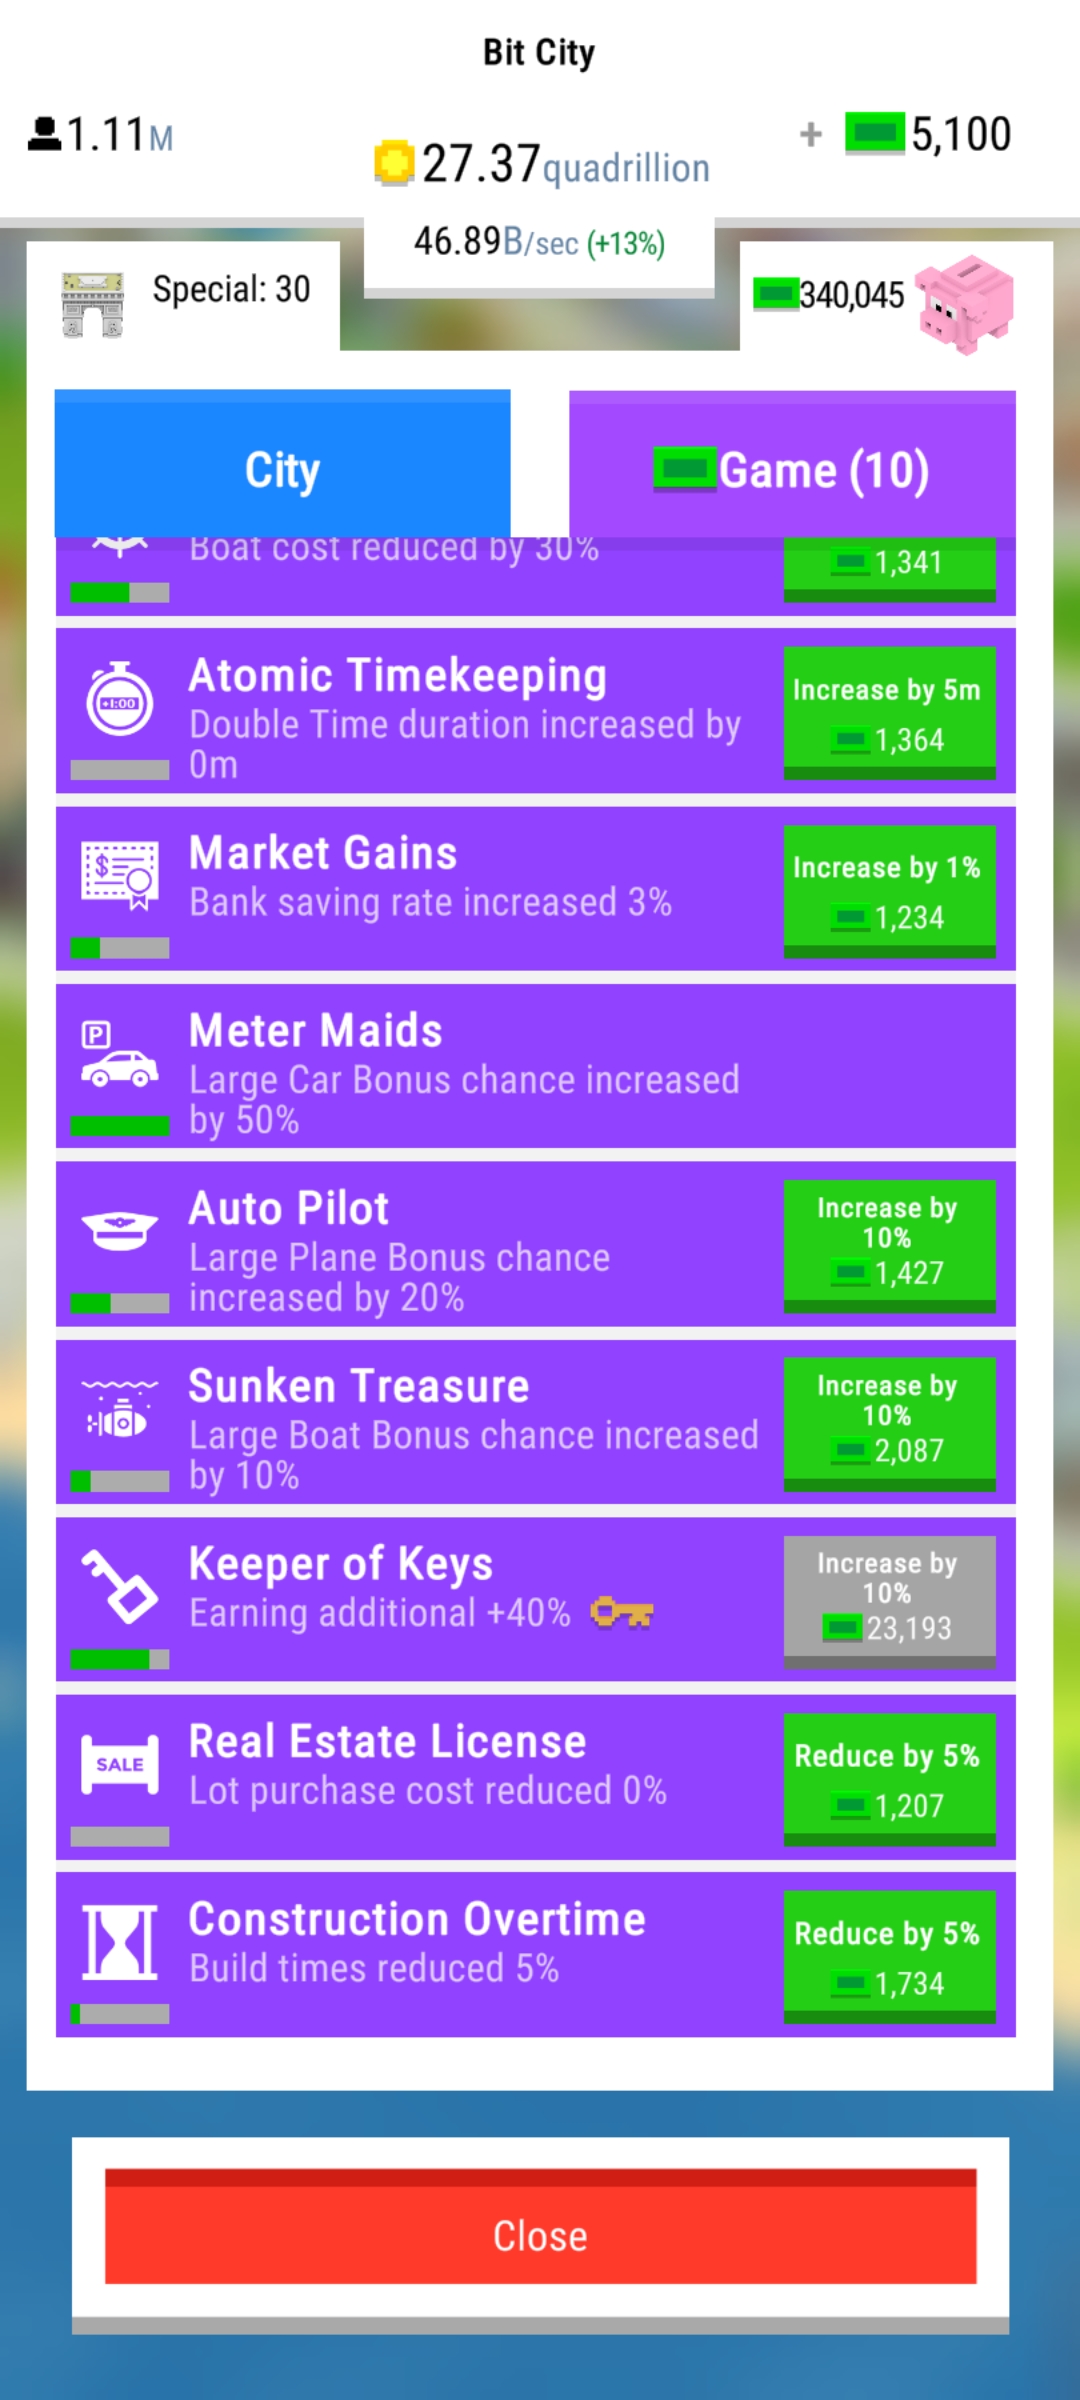 Bit City
1.11M
27.37quadrillion
+ 5,100
46.89B/sec (+13%)
Special: 30
340,045
City
Game (10)
Boat cost reduced by 30%
1,341
Atomic Timekeeping
Double Time duration increased by
0m
Increase by 5m
1,364
Market Gains
Bank saving rate increased 3%
Increase by 1%
1,234
Meter Maids
Large Car Bonus chance increased
by 50%
Auto Pilot
Large Plane Bonus chance
increased by 20%
Increase by
10%
1,427
Sunken Treasure
Large Boat Bonus chance increased
by 10%
Increase by
10%
2,087
Keeper of Keys
Earning additional +40%
Increase by
10%
23,193
SALE
Real Estate License
Lot purchase cost reduced 0%
Reduce by 5%
1,207
Construction Overtime
Build times reduced 5%
Reduce by 5%
1,734
Close